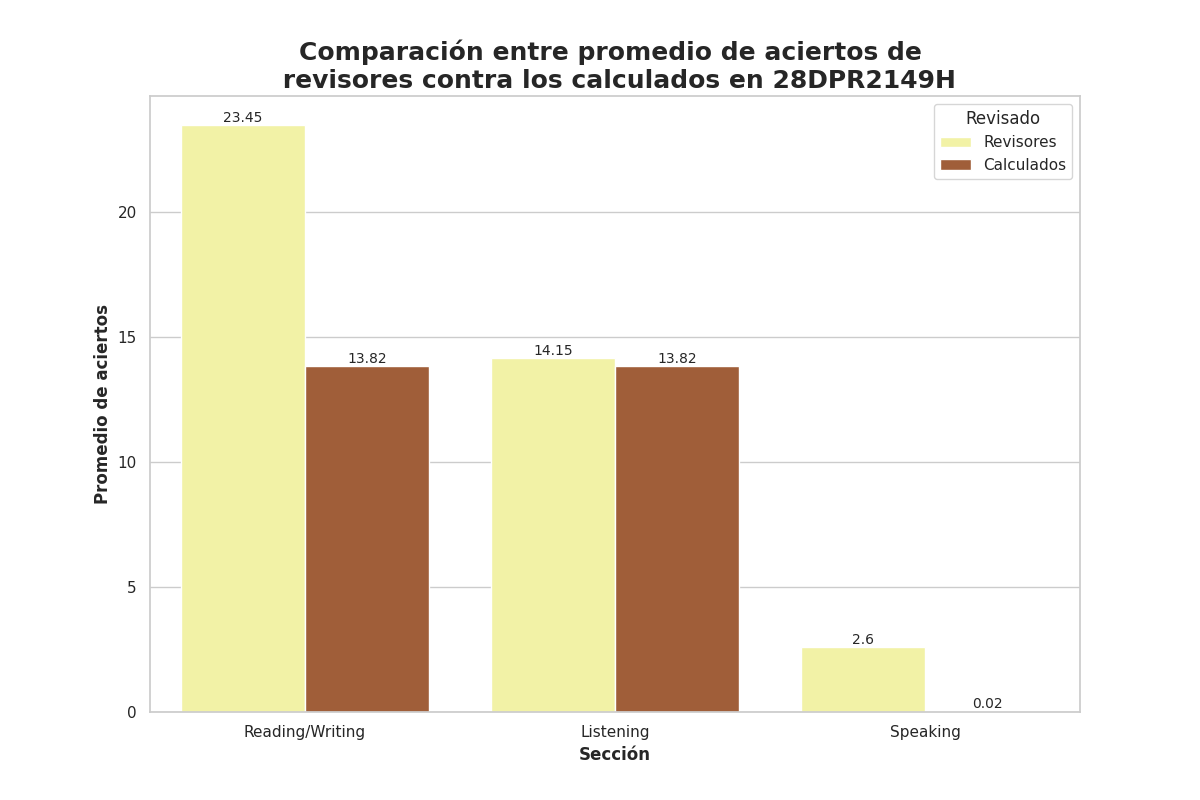 Comparación entre promedio de aciertos de
revisores contra los calculados en 28DPR2149H
Revisado
Revisores
Calculados
23.45
13.82
14.15
13.82
2.6
0.02
Promedio de aciertos
20
15
10
5
0
Reading/Writing
Listening
Speaking
Sección